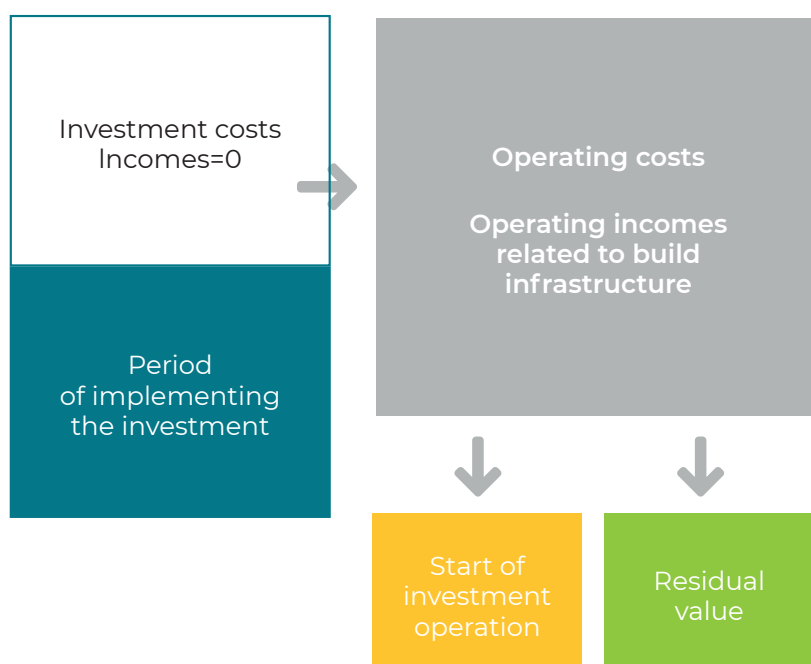 Investment costs
Incomes=0
Period
of implementing
the investment
Operating costs
Operating incomes
related to build
infrastructure
Start of
investment
operation
Residual
value